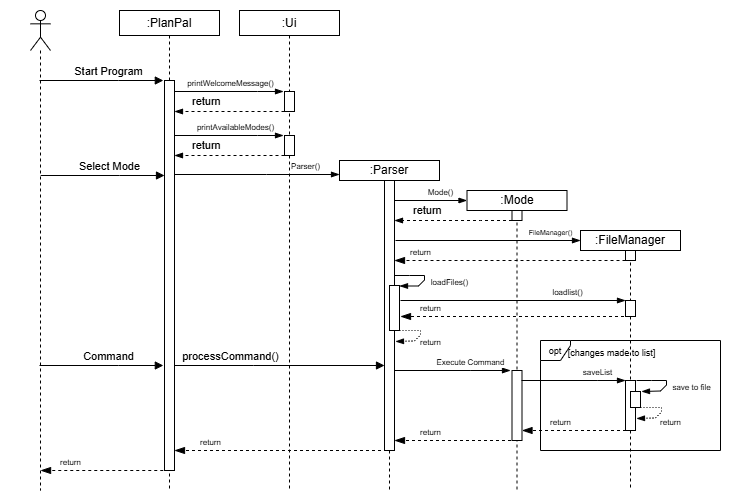 :PlanPal
:Ui
Start Program
printWelcomeMessage()
return
printAvailableModes()
return
Select Mode
Parser()
:Parser
Mode()
:Mode
return
FileManager()
:FileManager
return
loadFiles()
loadlist()
return
return
opt
[changes made to list]
Command
processCommand()
Execute Command
saveList
save to file
return
return
return
return
return